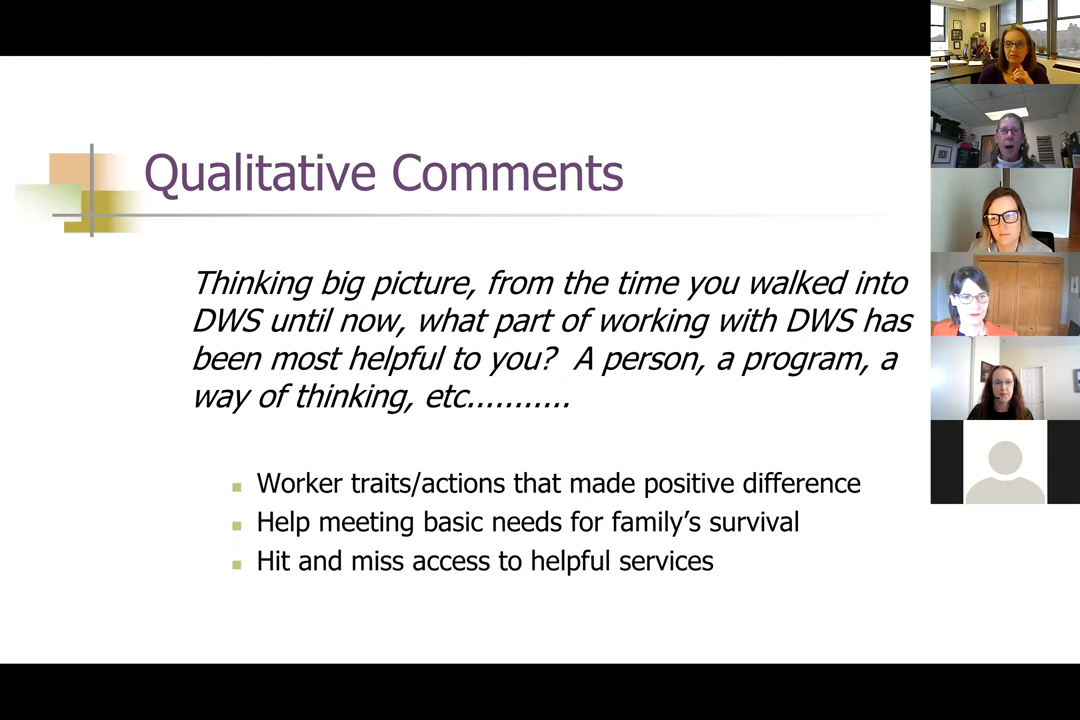 Qualitative Comments
Thinking big picture, from the time you walked into
DWS until now, what part of working with DWS has
been most helpful to you?  A person, a program, a
way of thinking, etc...........
Worker traits/actions that made positive difference
Help meeting basic needs for family's survival
Hit and miss access to helpful services